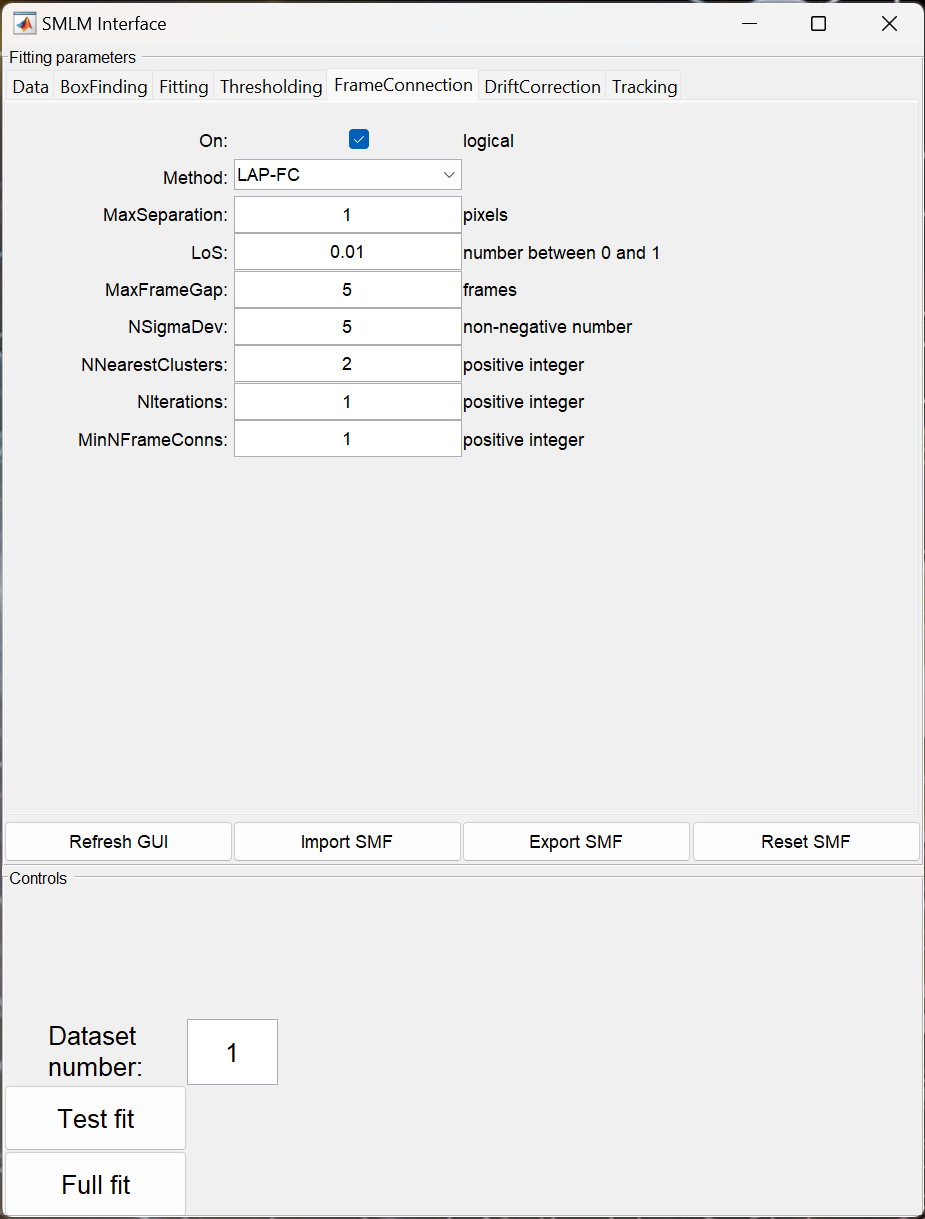 SMLM Interface
Fitting parameters
Data BoxFinding Fitting Thresholding FrameConnection DriftCorrection Tracking
On: logical
Method: LAP-FC
MaxSeparation: 1 pixels
LoS: 0.01 number between 0 and 1
MaxFrameGap: 5 frames
NSigmaDev: 5 non-negative number
NNearestClusters: 2 positive integer
NIterations: 1 positive integer
MinNFrameConns: 1 positive integer
Refresh GUI Import SMF Export SMF Reset SMF
Controls
Dataset
number: 1
Test fit
Full fit